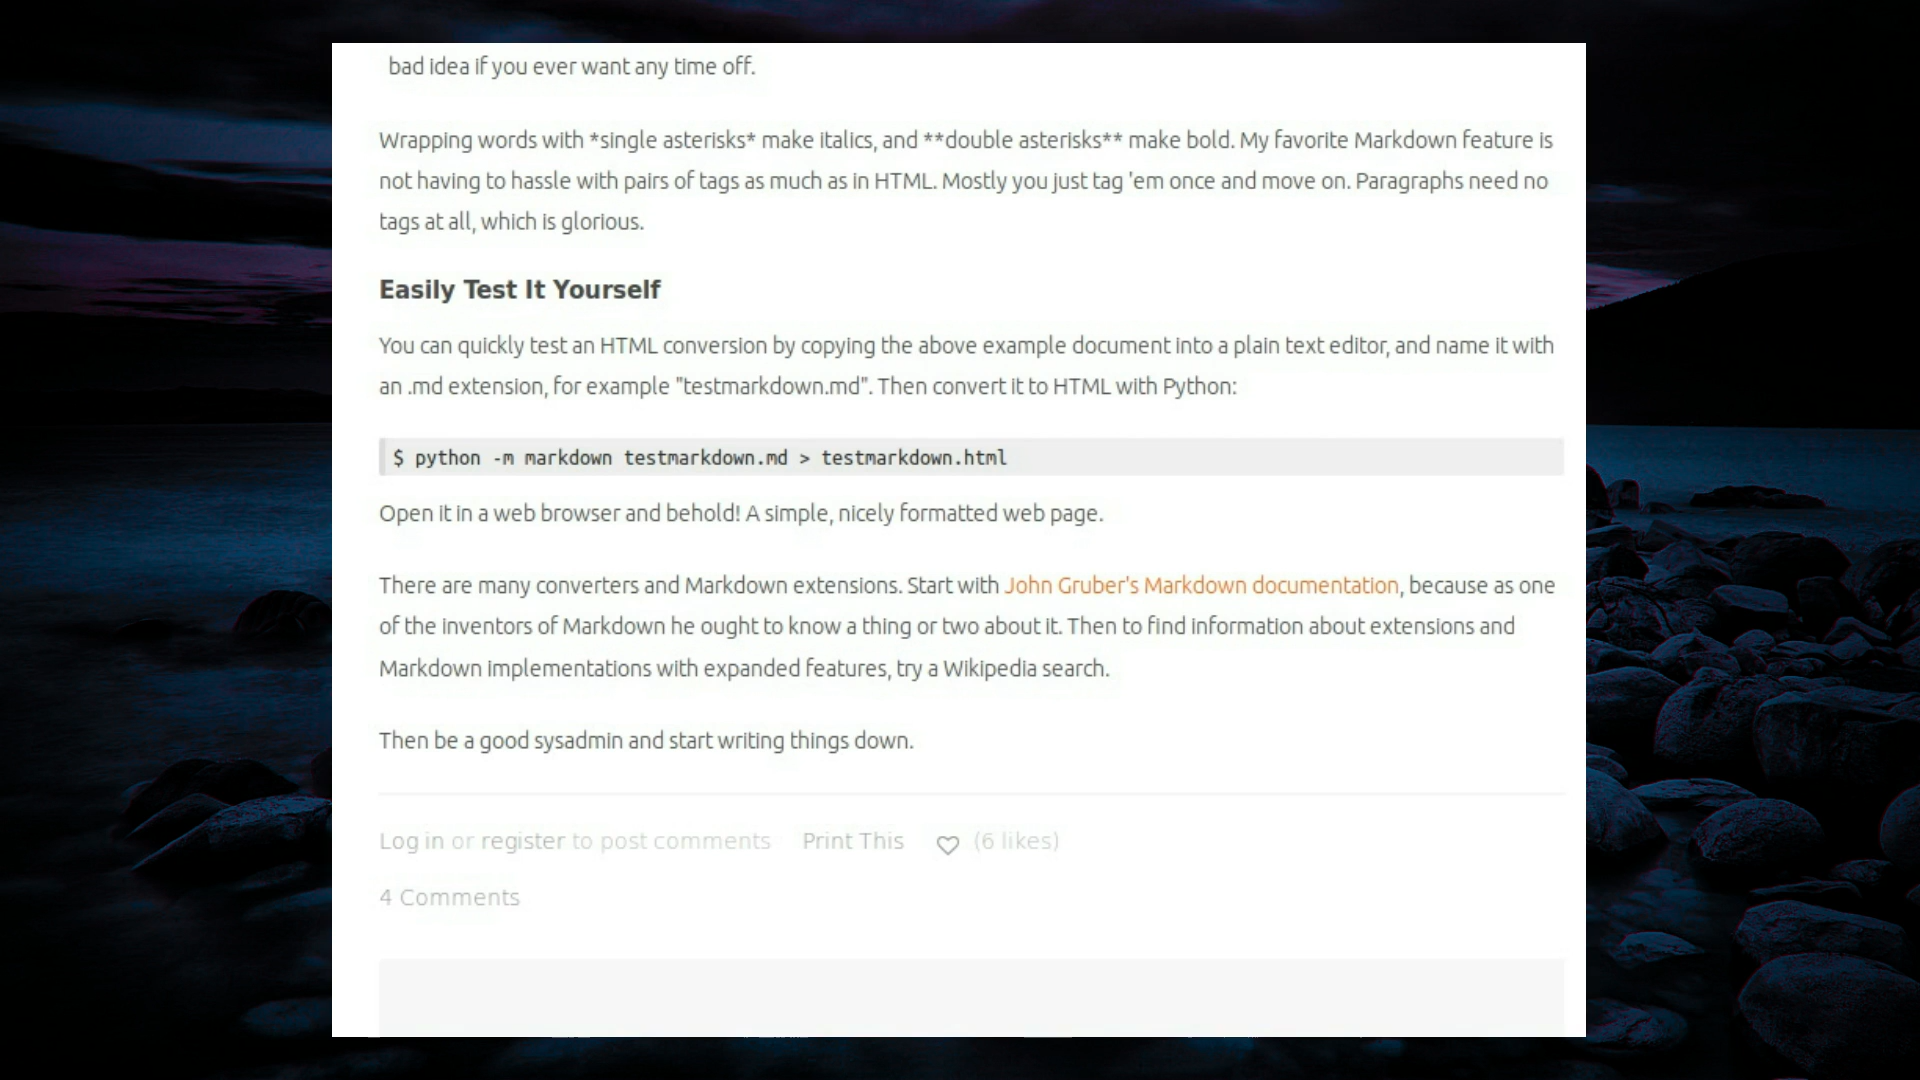 bad idea if you ever want any time off.
Wrapping words with *single asterisks* make italics, and **double asterisks** make bold. My favorite Markdown feature is
not having to hassle with pairs of tags as much as in HTML. Mostly you just tag 'em once and move on. Paragraphs need no
tags at all, which is glorious.
Easily Test It Yourself
You can quickly test an HTML conversion by copying the above example document into a plain text editor, and name it with
an .md extension, for example "testmarkdown.md". Then convert it to HTML with Python:
$ python -m markdown testmarkdown.md > testmarkdown.html
Open it in a web browser and behold! A simple, nicely formatted web page.
There are many converters and Markdown extensions. Start with John Gruber's Markdown documentation, because as one
of the inventors of Markdown he ought to know a thing or two about it. Then to find information about extensions and
Markdown implementations with expanded features, try a Wikipedia search.
Then be a good sysadmin and start writing things down.
Log in or register to post comments Print This (6 likes)
4 Comments